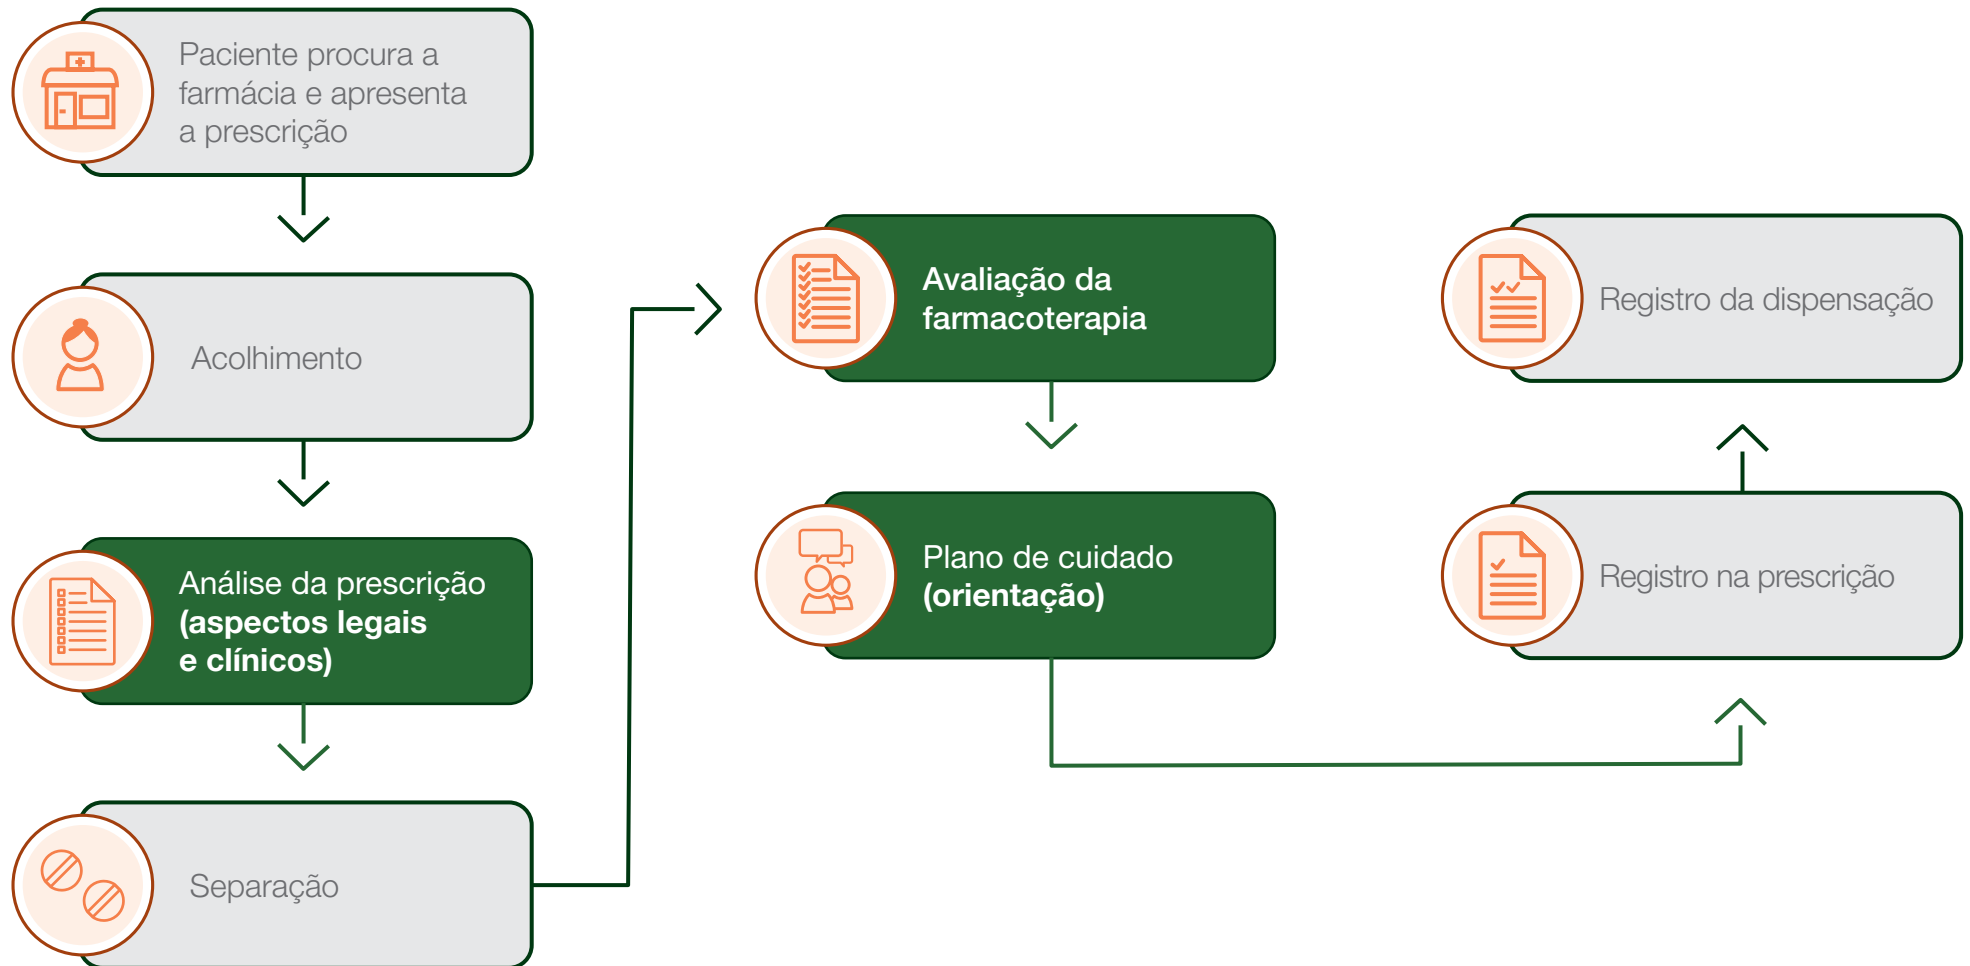 Paciente procura a
farmácia e apresenta
a prescrição
Acolhimento
Análise da prescrição
(aspectos legais
e clínicos)
Separação
Avaliação da
farmacoterapia
Plano de cuidado
(orientação)
Registro na prescrição
Registro da dispensação